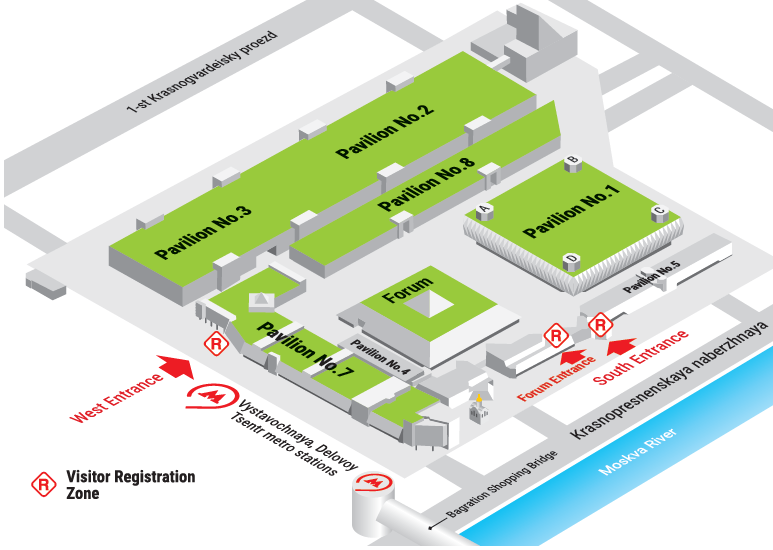 1-st Krasnogvardeisky proezd
Pavilion No.2
Pavilion No.8
Pavilion No.3
B
A
C
D
Pavilion No.1
Forum
Pavilion No.5
Pavilion No.7
Pavilion No.4
R
R
R
West Entrance
Forum Entrance
South Entrance
Krasnopresnenskaya naberzhnaya
Moskva River
M
Vystavochnaya, Delovoy
Tsentr metro stations
M
Bagration Shopping Bridge
R
Visitor Registration
Zone